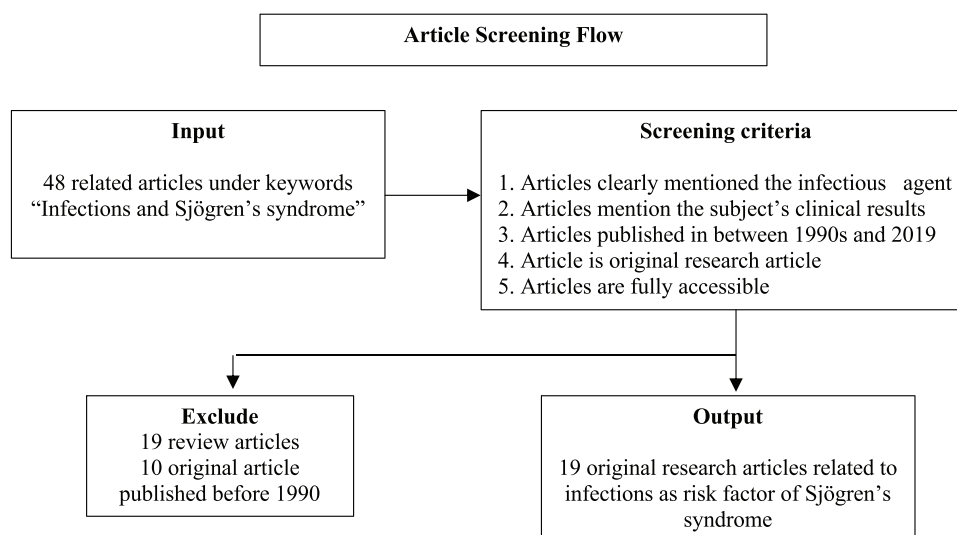 Article Screening Flow
Input
48 related articles under keywords
“Infections and Sjögren’s syndrome”
Screening criteria
1. Articles clearly mentioned the infectious agent
2. Articles mention the subject’s clinical results
3. Articles published in between 1990s and 2019
4. Article is original research article
5. Articles are fully accessible
Exclude
19 review articles
10 original article
published before 1990
Output
19 original research articles related to
infections as risk factor of Sjögren’s
syndrome